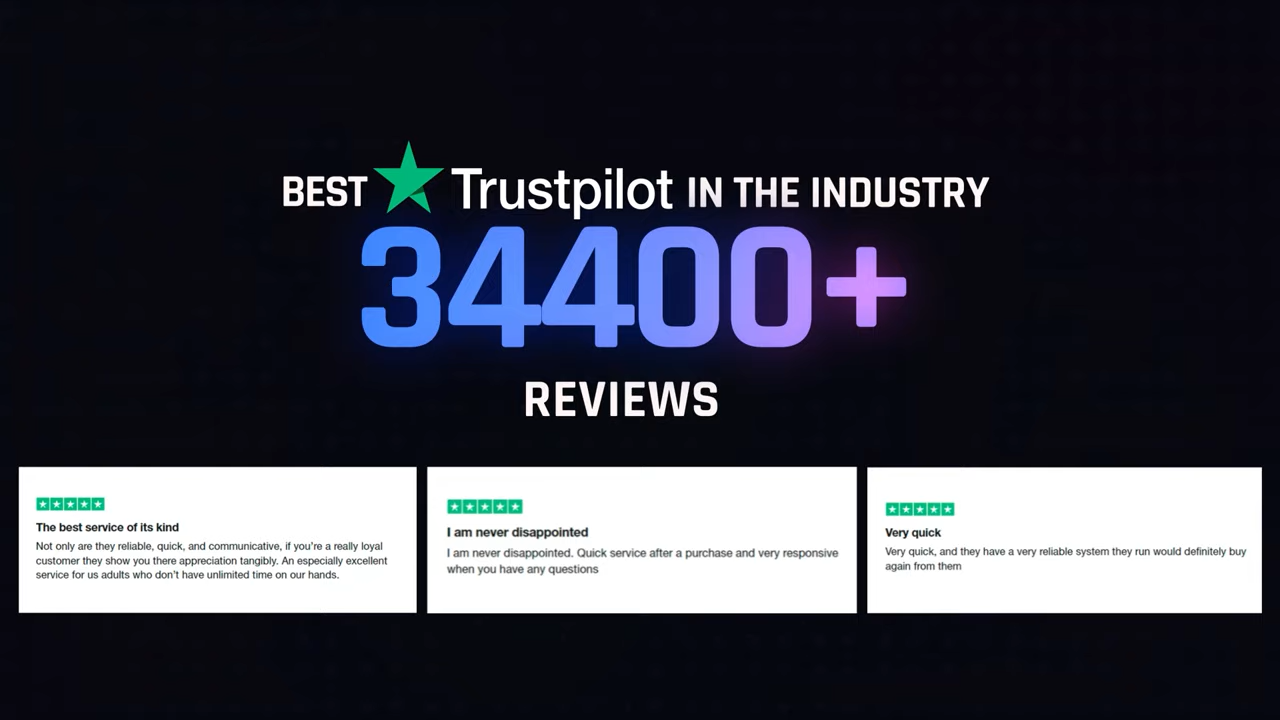 BEST Trustpilot IN THE INDUSTRY
34400+
REVIEWS
The best service of its kind
Not only are they reliable, quick, and communicative, if you're a really loyal
customer they show you there appreciation tangibly. An especially excellent
service for us adults who don't have unlimited time on our hands.
I am never disappointed
I am never disappointed. Quick service after a purchase and very responsive
when you have any questions
Very quick
Very quick, and they have a very reliable system they run would definitely buy
again from them